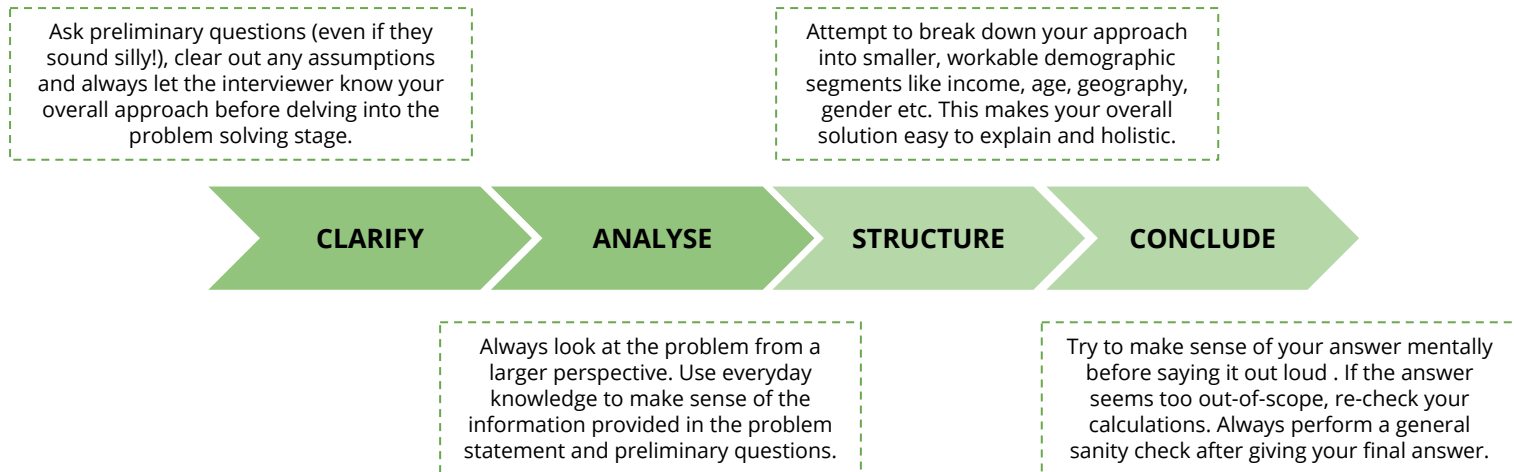 Ask preliminary questions (even if they
sound silly!), clear out any assumptions
and always let the interviewer know your
overall approach before delving into the
problem solving stage.
Attempt to break down your approach
into smaller, workable demographic
segments like income, age, geography,
gender etc. This makes your overall
solution easy to explain and holistic.
CLARIFY
ANALYSE
STRUCTURE
CONCLUDE
Always look at the problem from a
larger perspective. Use everyday
knowledge to make sense of the
information provided in the problem
statement and preliminary questions.
Try to make sense of your answer mentally
before saying it out loud . If the answer
seems too out-of-scope, re-check your
calculations. Always perform a general
sanity check after giving your final answer.